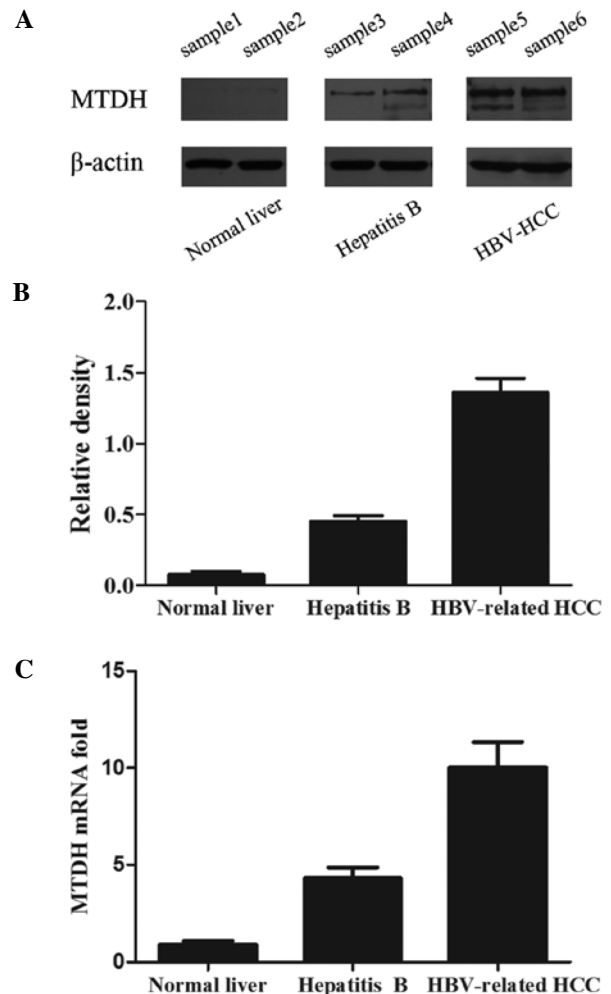 A
sample1 sample2 sample3 sample4 sample5 sample6
MTDH
β-actin
Normal liver Hepatitis B HBV-HCC
B
Relative density
2.0
1.5
1.0
0.5
0.0
Normal liver Hepatitis B HBV-related HCC
C
MTDH mRNA fold
15
10
5
0
Normal liver Hepatitis B HBV-related HCC